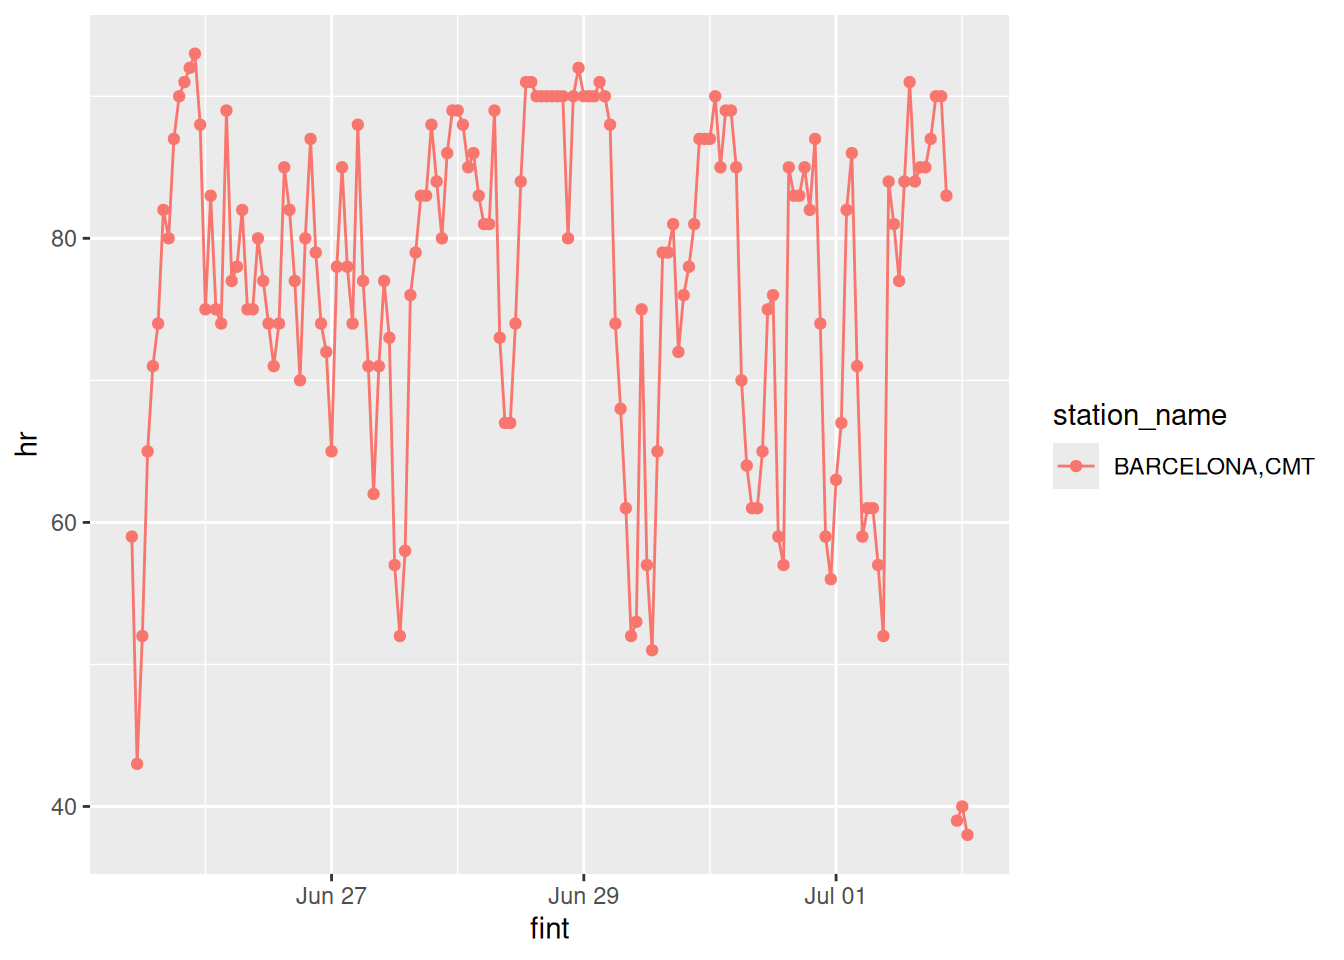 hr
80
60
40
Jun 27
Jun 29
Jul 01
fint
station_name
BARCELONA,CMT